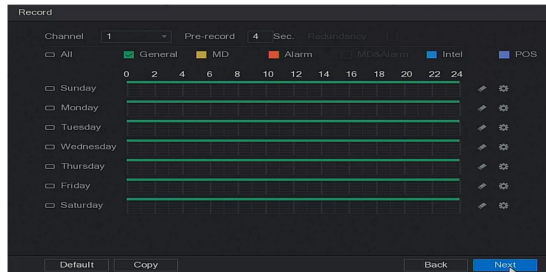 Record
Channel 1 Pre-record 4 Sec. Redundancy
All General MD Alarm MD&Alarm Intel POS
0 2 4 6 8 10 12 14 16 18 20 22 24
Sunday
Monday
Tuesday
Wednesday
Thursday
Friday
Saturday
Default Copy Back Next